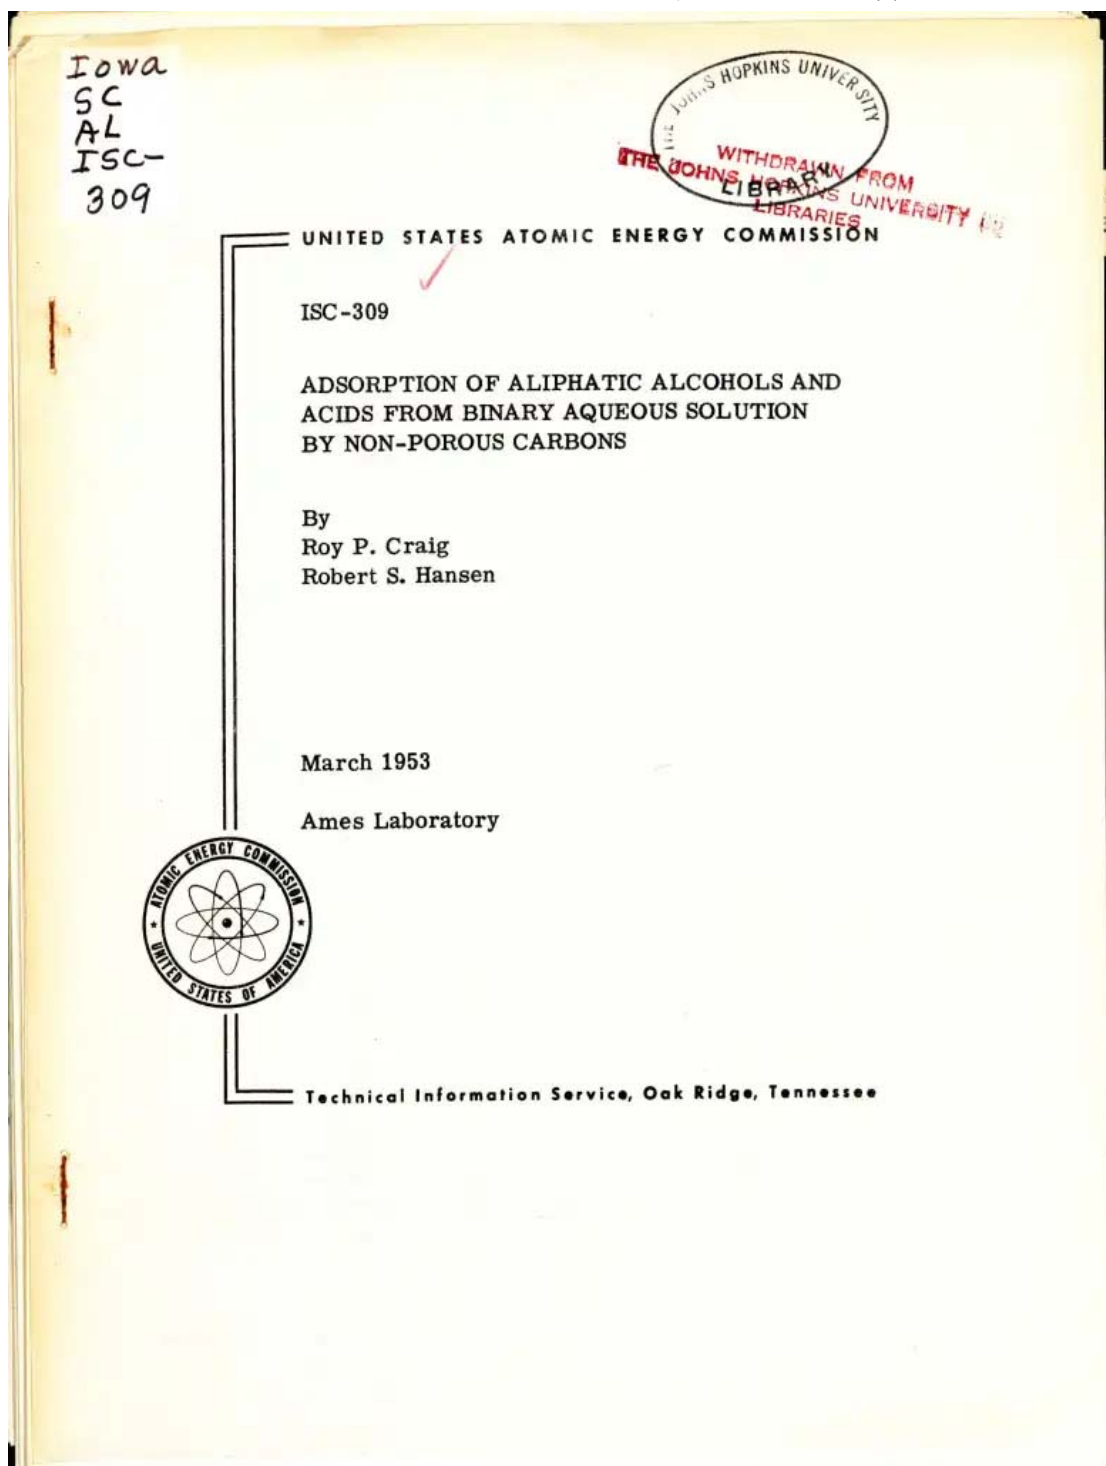 Iowa
SC
AL
ISC-
309
THE JOHNS HOPKINS UNIVERSITY
LIBRARY
WITHDRAWN FROM
THE JOHNS HOPKINS UNIVERSITY
LIBRARIES
UNITED STATES ATOMIC ENERGY COMMISSION
ISC-309
ADSORPTION OF ALIPHATIC ALCOHOLS AND
ACIDS FROM BINARY AQUEOUS SOLUTION
BY NON-POROUS CARBONS
By
Roy P. Craig
Robert S. Hansen
March 1953
Ames Laboratory
ATOMIC ENERGY COMMISSION
UNITED STATES OF AMERICA
Technical Information Service, Oak Ridge, Tennessee